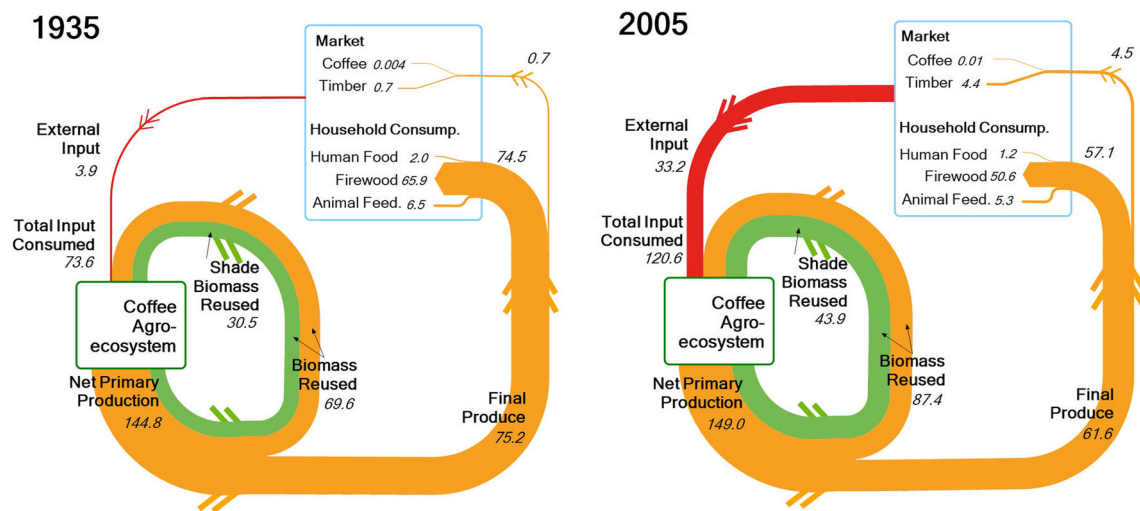 1935
Market
Coffee 0.004
Timber 0.7
0.7
External
Input
3.9
Household Consump.
Human Food 2.0
Firewood 65.9
Animal Feed. 6.5
74.5
Total Input
Consumed
73.6
Shade
Biomass
Reused
30.5
Coffee
Agro-
ecosystem
Biomass
Reused
69.6
Net Primary
Production
144.8
Final
Produce
75.2
2005
Market
Coffee 0.01
Timber 4.4
4.5
External
Input
33.2
Household Consump.
Human Food 1.2
Firewood 50.6
Animal Feed. 5.3
57.1
Total Input
Consumed
120.6
Shade
Biomass
Reused
43.9
Coffee
Agro-
ecosystem
Biomass
Reused
87.4
Net Primary
Production
149.0
Final
Produce
61.6